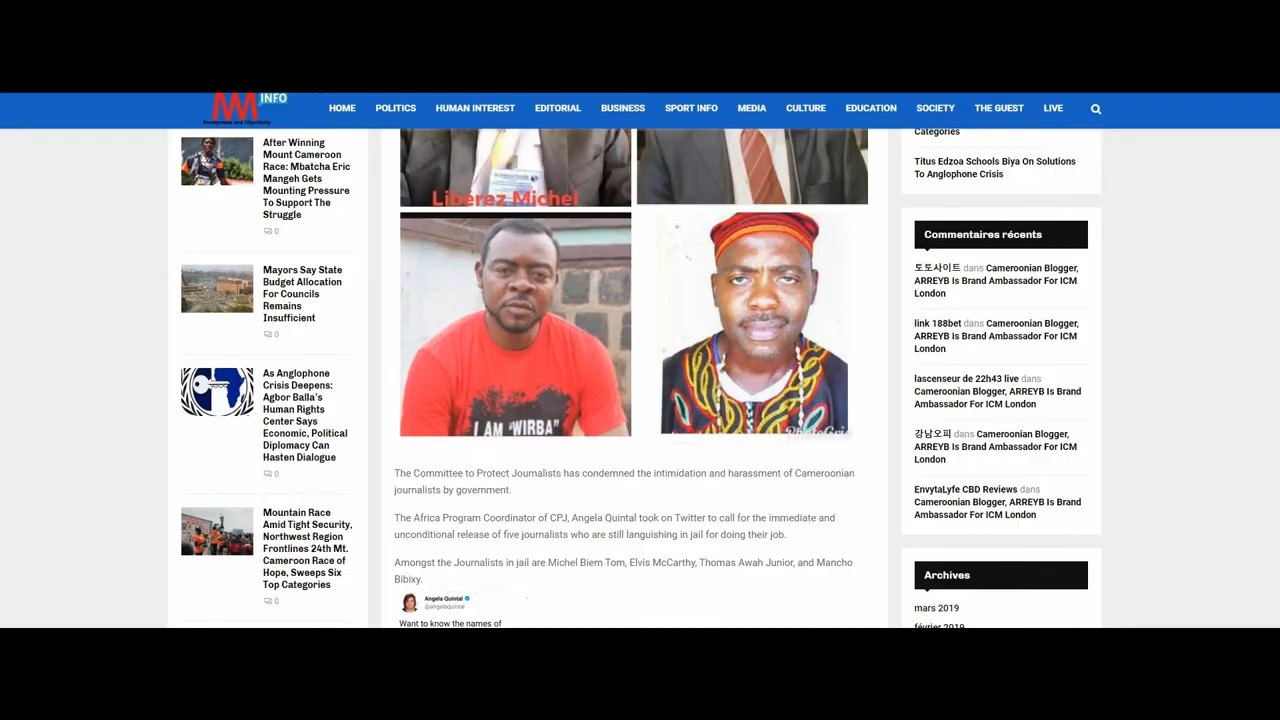 INFO
HOME POLITICS HUMAN INTEREST EDITORIAL BUSINESS SPORT INFO MEDIA CULTURE EDUCATION SOCIETY THE GUEST LIVE
After Winning
Mount Cameroon
Race: Mbatcha Eric
Mangeh Gets
Mounting Pressure
To Support The
Struggle
0
Mayors Say State
Budget Allocation
For Councils
Remains
Insufficient
0
As Anglophone
Crisis Deepens:
Agbor Balla's
Human Rights
Center Says
Economic, Political
Diplomacy Can
Hasten Dialogue
0
Mountain Race
Amid Tight Security,
Northwest Region
Frontlines 24th Mt.
Cameroon Race of
Hope, Sweeps Six
Top Categories
0
Liberez Michel
I AM "WIRBA"
PhotoGri
The Committee to Protect Journalists has condemned the intimidation and harassment of Cameroonian
journalists by government.
The Africa Program Coordinator of CPJ, Angela Quintal took on Twitter to call for the immediate and
unconditional release of five journalists who are still languishing in jail for doing their job.
Amongst the Journalists in jail are Michel Biem Tom, Elvis McCarthy, Thomas Awah Junior, and Mancho
Bibixy.
Angela Quintal
@angelaquintal
Want to know the names of
Categories
Titus Edzoa Schools Biya On Solutions
To Anglophone Crisis
Commentaires récents
토토사이트 dans Cameroonian Blogger,
ARREYB Is Brand Ambassador For ICM
London
link 188bet dans Cameroonian Blogger,
ARREYB Is Brand Ambassador For ICM
London
lascenseur de 22h43 live dans
Cameroonian Blogger, ARREYB Is Brand
Ambassador For ICM London
강남오피 dans Cameroonian Blogger,
ARREYB Is Brand Ambassador For ICM
London
EnvytaLyfe CBD Reviews dans
Cameroonian Blogger, ARREYB Is Brand
Ambassador For ICM London
Archives
mars 2019
février 2019